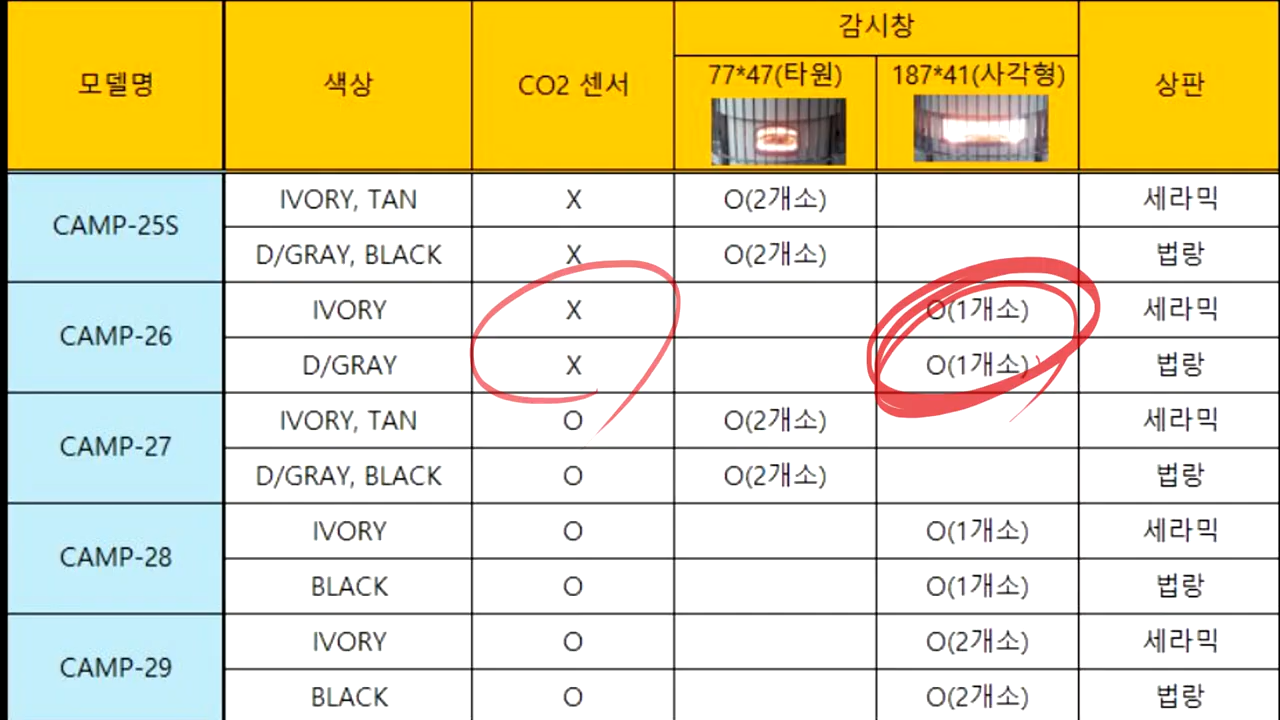 모델명 색상 CO2 센서 감시창 상판
77*47(타원) 187*41(사각형)
CAMP-25S IVORY, TAN X O(2개소) 세라믹
D/GRAY, BLACK X O(2개소) 법랑
CAMP-26 IVORY X O(1개소) 세라믹
D/GRAY X O(1개소) 법랑
CAMP-27 IVORY, TAN O O(2개소) 세라믹
D/GRAY, BLACK O O(2개소) 법랑
CAMP-28 IVORY O O(1개소) 세라믹
BLACK O O(1개소) 법랑
CAMP-29 IVORY O O(2개소) 세라믹
BLACK O O(2개소) 법랑